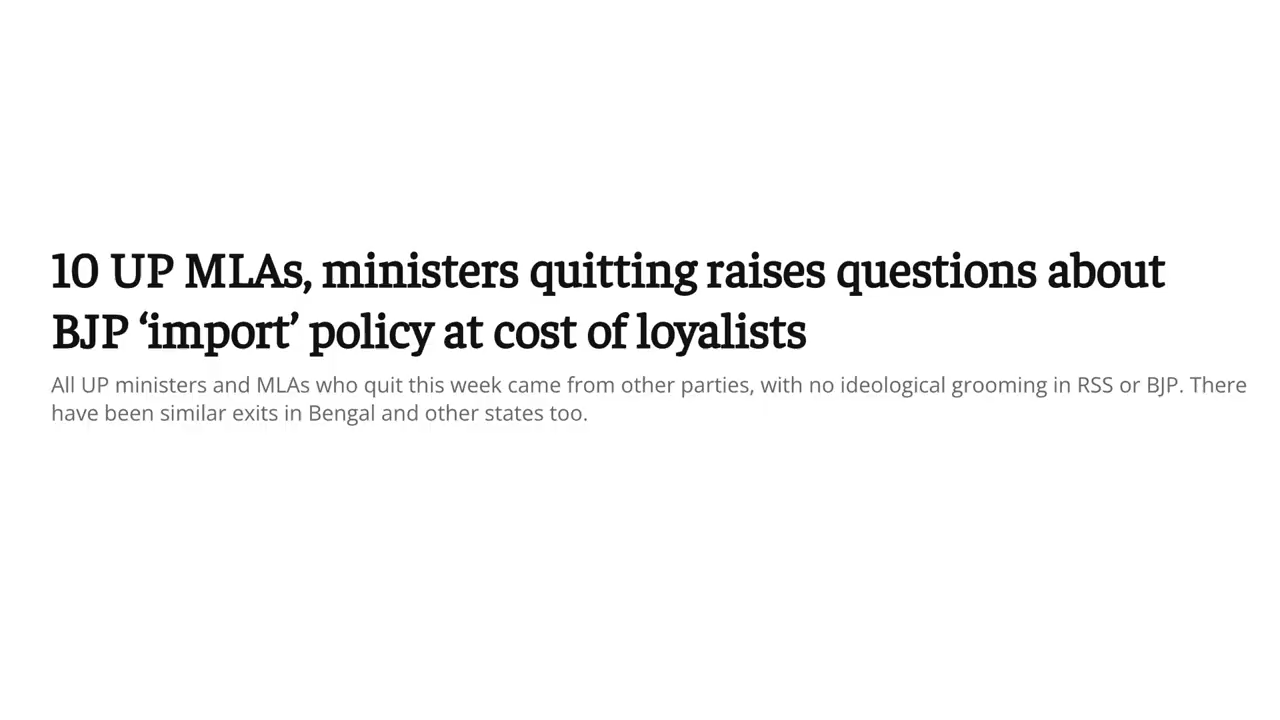 10 UP MLAs, ministers quitting raises questions about
BJP ‘import’ policy at cost of loyalists
All UP ministers and MLAs who quit this week came from other parties, with no ideological grooming in RSS or BJP. There
have been similar exits in Bengal and other states too.